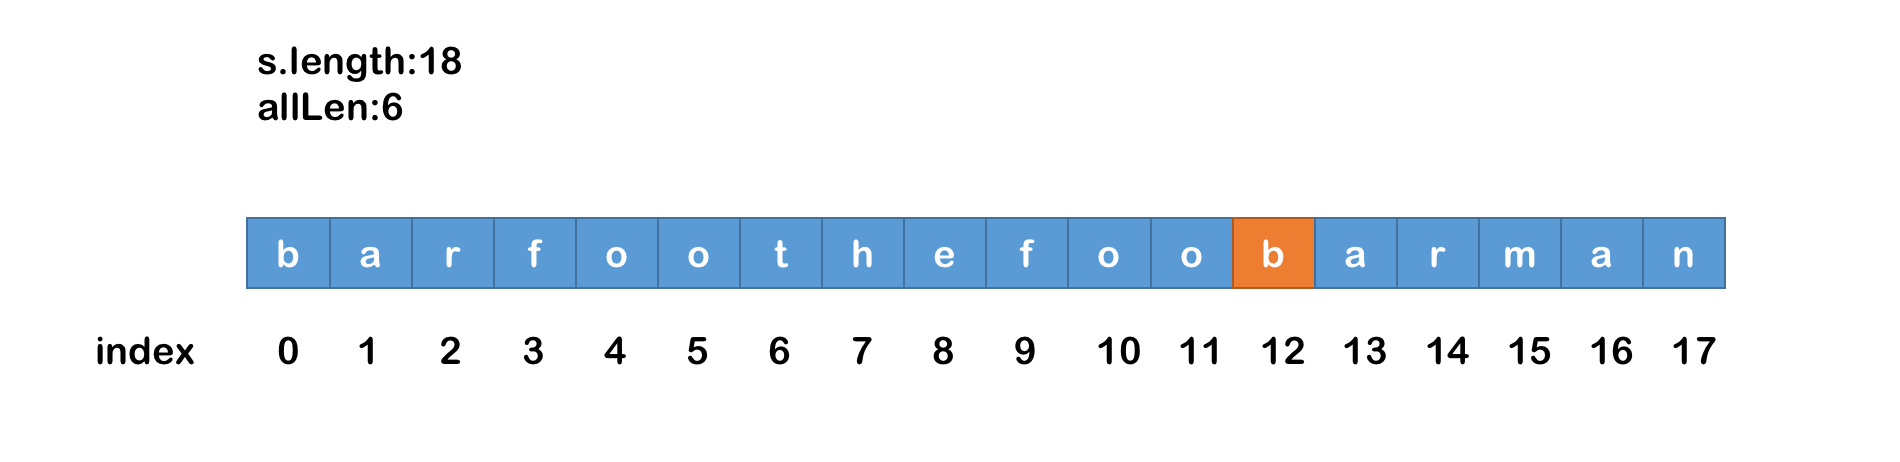 s.length:18
allLen:6
b a r f o o t h e f o o b a r m a n
index 0 1 2 3 4 5 6 7 8 9 10 11 12 13 14 15 16 17